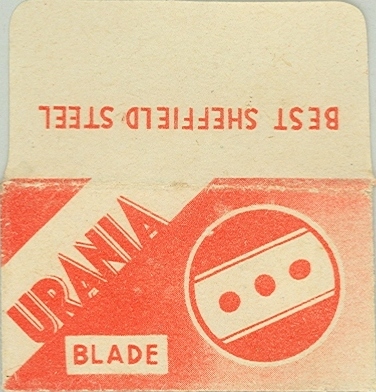 BEST SHEFFIELD STEEL
URANIA
BLADE